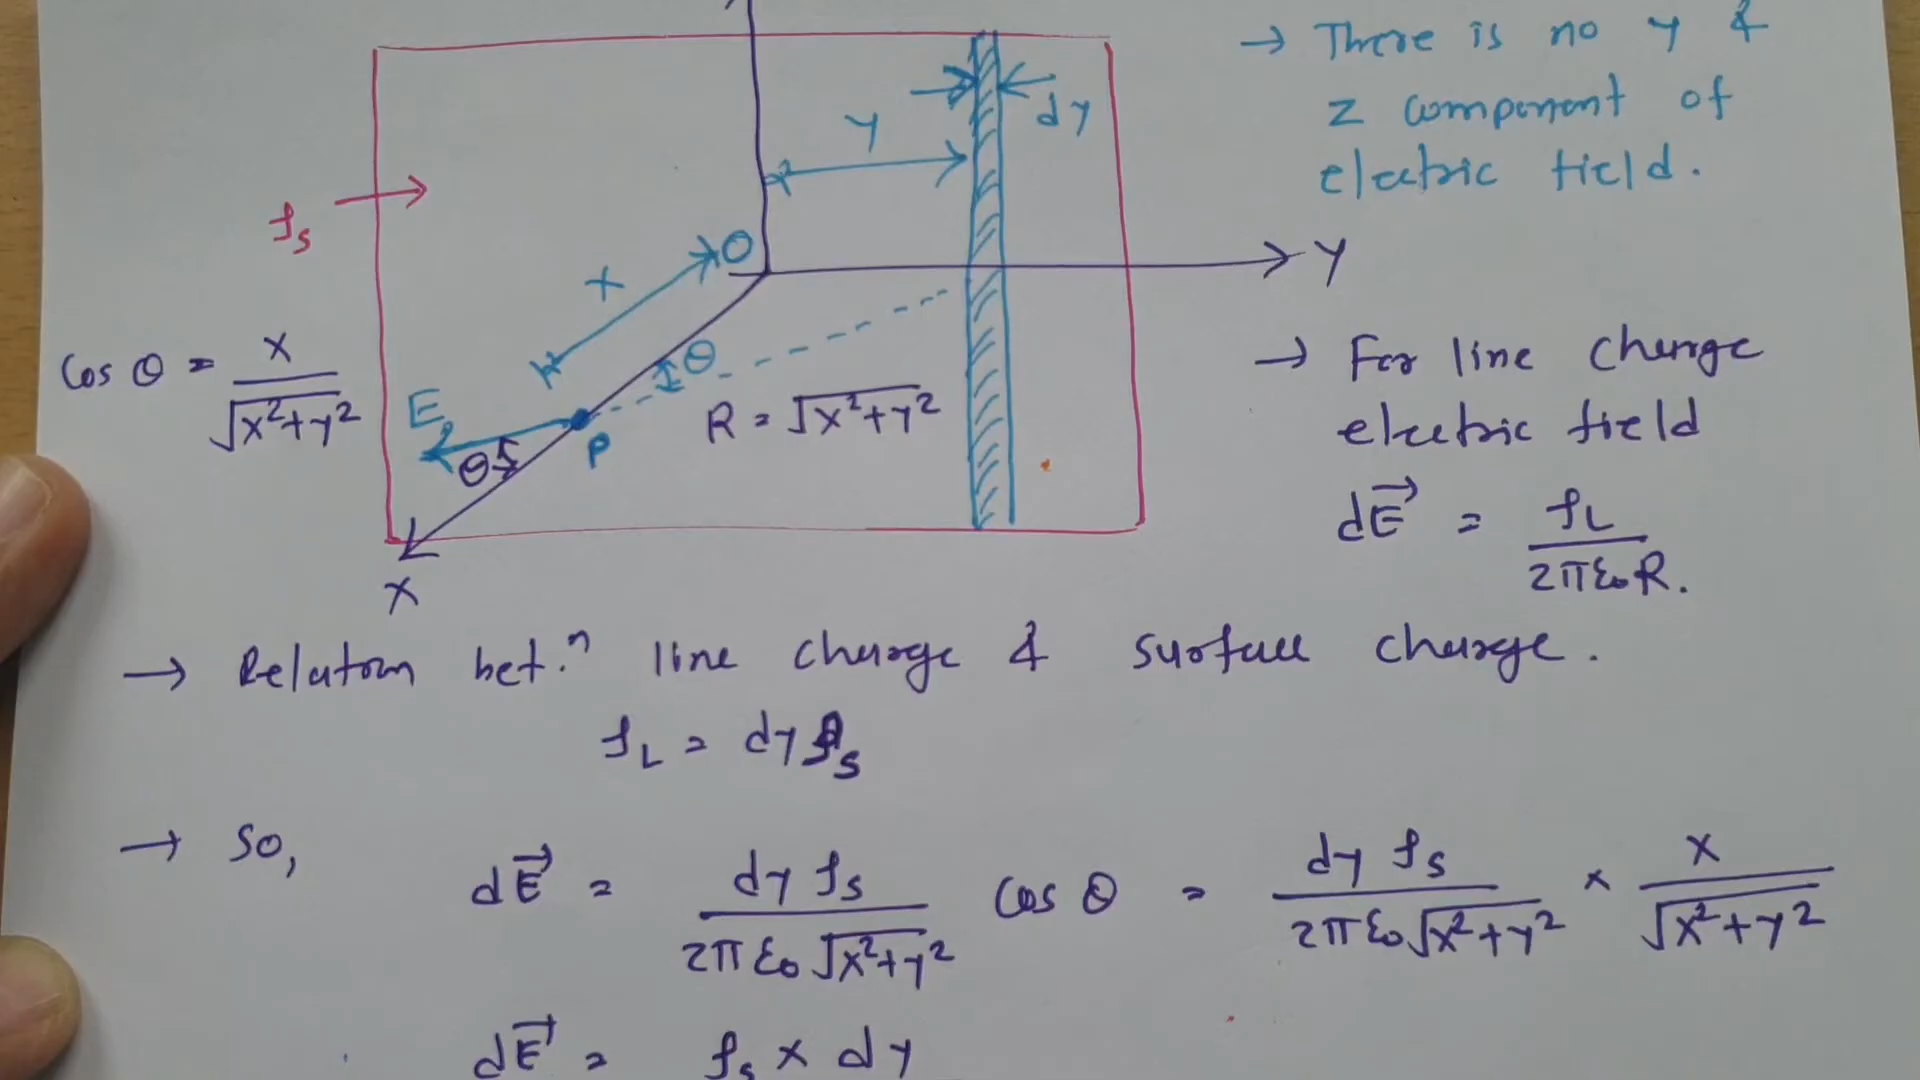 → There is no y &
z component of
electric field.
dy
y
ρs
x
O
→ y
cos θ = x / √x²+y²
θ
E
θ
P
R = √x²+y²
x
→ For line charge
electric field
dE⃗ = ρL / 2πε₀R.
→ Relation betⁿ line charge & surface charge.
ρL = dy ρs
→ So,
dE⃗ = dy ρs / 2πε₀√x²+y² cos θ = dy ρs / 2πε₀√x²+y² × x / √x²+y²
dE⃗ = ρs x dy